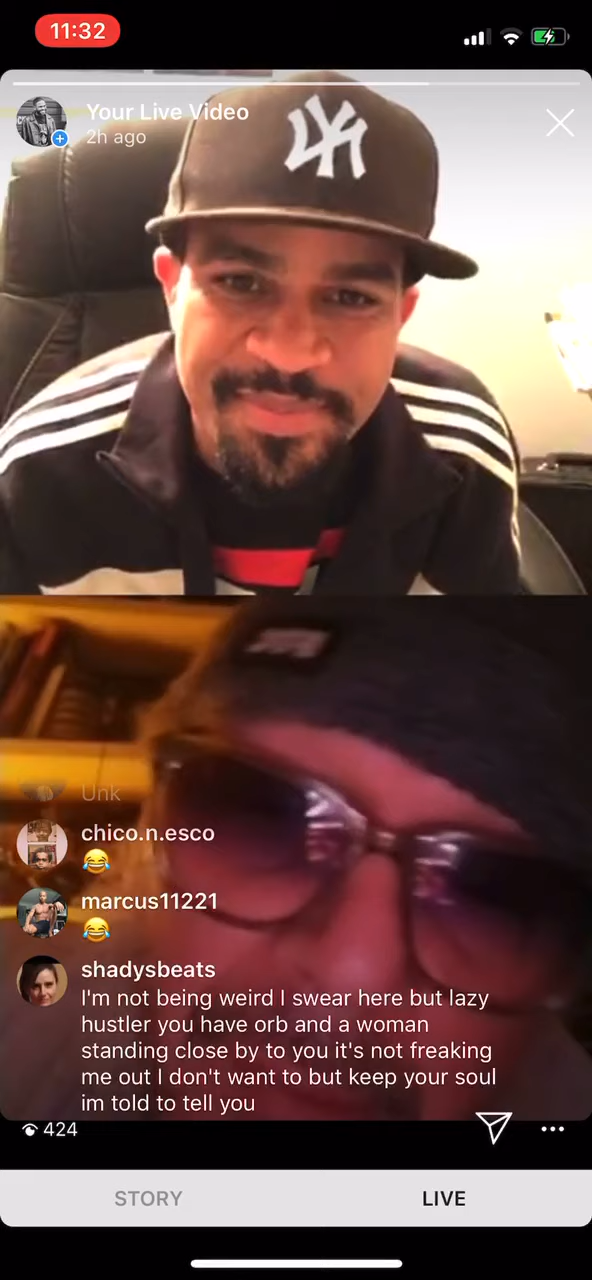 11:32
Your Live Video
2h ago
NY
Unk
chico.n.esco
😂
marcus11221
😂
shadysbeats
I'm not being weird I swear here but lazy
hustler you have orb and a woman
standing close by to you it's not freaking
me out I don't want to but keep your soul
im told to tell you
424
STORY
LIVE